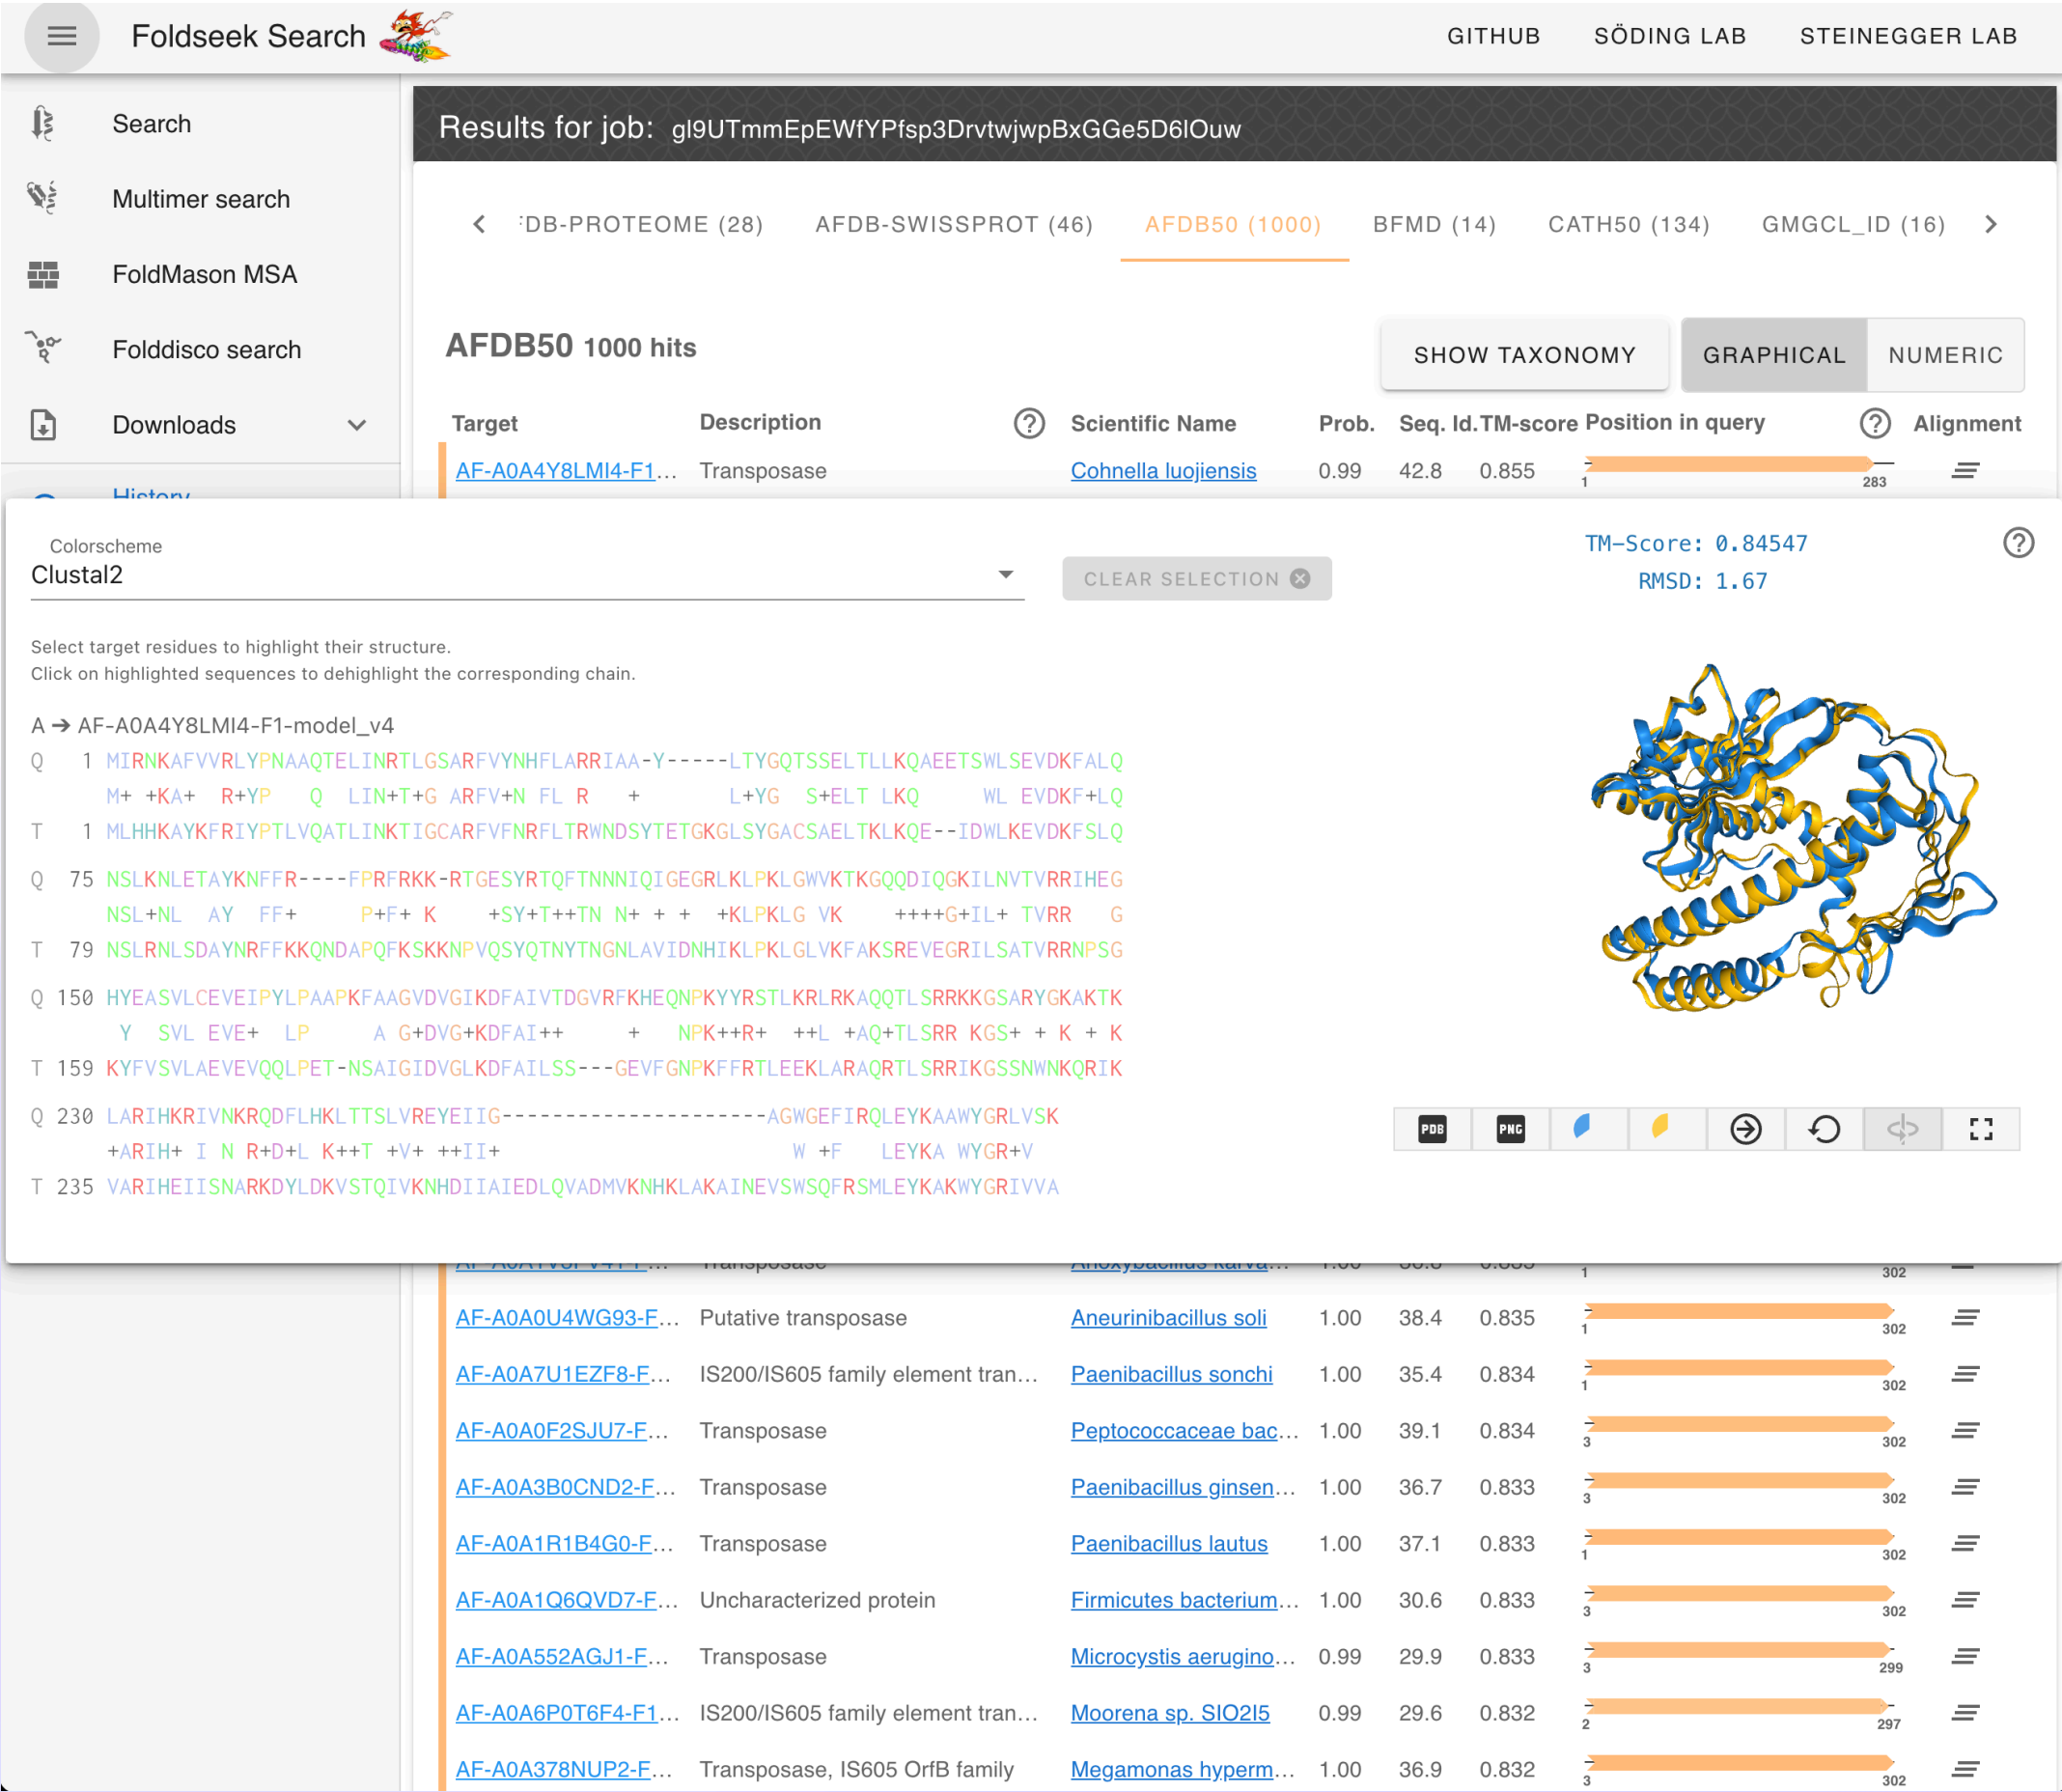 Foldseek Search
GITHUB SÖDING LAB STEINEGGER LAB
Search
Multimer search
FoldMason MSA
Folddisco search
Downloads
History
Results for job: gl9UTmmEpEWfYPfsp3DrvtwjwpBxGGe5D6lOuw
DB-PROTEOME (28) AFDB-SWISSPROT (46) AFDB50 (1000) BFMD (14) CATH50 (134) GMGCL_ID (16)
AFDB50 1000 hits
SHOW TAXONOMY GRAPHICAL NUMERIC
Target Description Scientific Name Prob. Seq. Id. TM-score Position in query Alignment
AF-A0A4Y8LMI4-F1... Transposase Cohnella luojiensis 0.99 42.8 0.855 1 283
Colorscheme
Clustal2
CLEAR SELECTION
TM-Score: 0.84547
RMSD: 1.67
Select target residues to highlight their structure.
Click on highlighted sequences to dehighlight the corresponding chain.
A → AF-A0A4Y8LMI4-F1-model_v4
Q 1 MIRNKAFVVRLYPNAAQTELINRTLGSARFVYNHFLARRIAA-Y-----LTYGQTSSELTLLKQAEETSWLSEVDKFALQ
M+ +KA+  R+YP   Q  LIN+T+G ARFV+N FL R   +       L+YG  S+ELT LKQ     WL EVDKF+LQ
T 1 MLHHKAYKFRIYPTLVQATLINKTIGCARFVFNRFLTRWNDSYTETGKGLSYGACSAELTKLKQE--IDWLKEVDKFSLQ
Q 75 NSLKNLETAYKNFFR----FPRFRKK-RTGESYRTQFTNNNIQIGEGRLKLPKLGWVKTKGQQDIQGKILNVTVRRIHEG
NSL+NL  AY  FF+     P+F+ K    +SY+T++TN N+ + +  +KLPKLG VK    ++++G+IL+ TVRR   G
T 79 NSLRNLSDAYNRFFKKQNDAPQFKSKKNPVQSYQTNYTNGNLAVIDNHIKLPKLGLVKFAKSREVEGRILSATVRRNPSG
Q 150 HYEASVLCEVEIPYLPAAPKFAAGVDVGIKDFAIVTDGVRFKHEQNPKYYRSTLKRLRKAQQTLSRRKKGSARYGKAKTK
Y  SVL EVE+  LP     A G+DVG+KDFAI++     +   NPK++R+  ++L +AQ+TLSRR KGS+ + K + K
T 159 KYFVSVLAEVEVQQLPET-NSAIGIDVGLKDFAILSS---GEVFGNPKFFRTLEEKLARAQRTLSRRIKGSSNWNKQRIK
Q 230 LARIHKRIVNKRQDFLHKLTTSLVREYEIIG---------------------AGWGEFIRQLEYKAAWYGRLVSK
+ARIH+ I N R+D+L K++T +V+ ++II+                       W +F   LEYKA WYGR+V
T 235 VARIHEIISNARKDYLDKVSTQIVKNHDIIAIEDLQVADMVKNHKLAKAINEVSWSQFRSMLEYKAKWYGRIVVA
PDB PNG
1 302
AF-A0A0U4WG93-F... Putative transposase Aneurinibacillus soli 1.00 38.4 0.835 1 302
AF-A0A7U1EZF8-F... IS200/IS605 family element tran... Paenibacillus sonchi 1.00 35.4 0.834 1 302
AF-A0A0F2SJU7-F... Transposase Peptococcaceae bac... 1.00 39.1 0.834 3 302
AF-A0A3B0CND2-F... Transposase Paenibacillus ginsen... 1.00 36.7 0.833 3 302
AF-A0A1R1B4G0-F... Transposase Paenibacillus lautus 1.00 37.1 0.833 1 302
AF-A0A1Q6QVD7-F... Uncharacterized protein Firmicutes bacterium... 1.00 30.6 0.833 3 302
AF-A0A552AGJ1-F... Transposase Microcystis aerugino... 0.99 29.9 0.833 3 299
AF-A0A6P0T6F4-F1... IS200/IS605 family element tran... Moorena sp. SIO2I5 0.99 29.6 0.832 2 297
AF-A0A378NUP2-F... Transposase, IS605 OrfB family Megamonas hyperm... 1.00 36.9 0.832 3 302